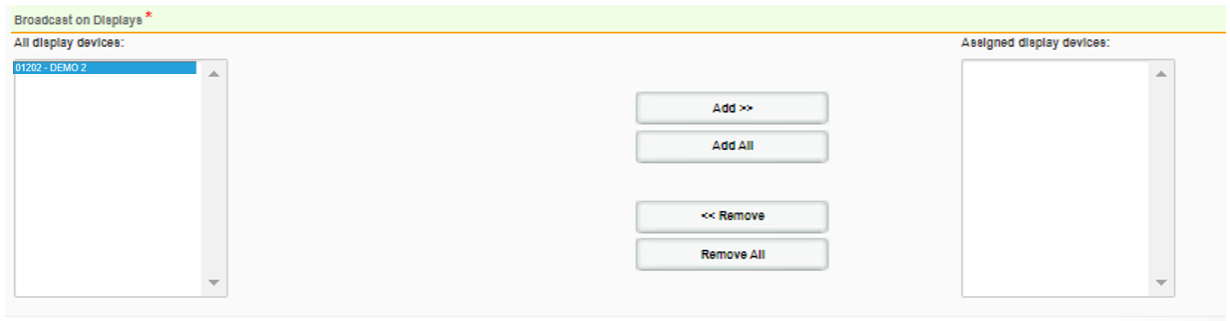 Broadcast on Displays *
All display devices:
Assigned display devices:
01202 - DEMO 2
Add >>
Add All
<< Remove
Remove All